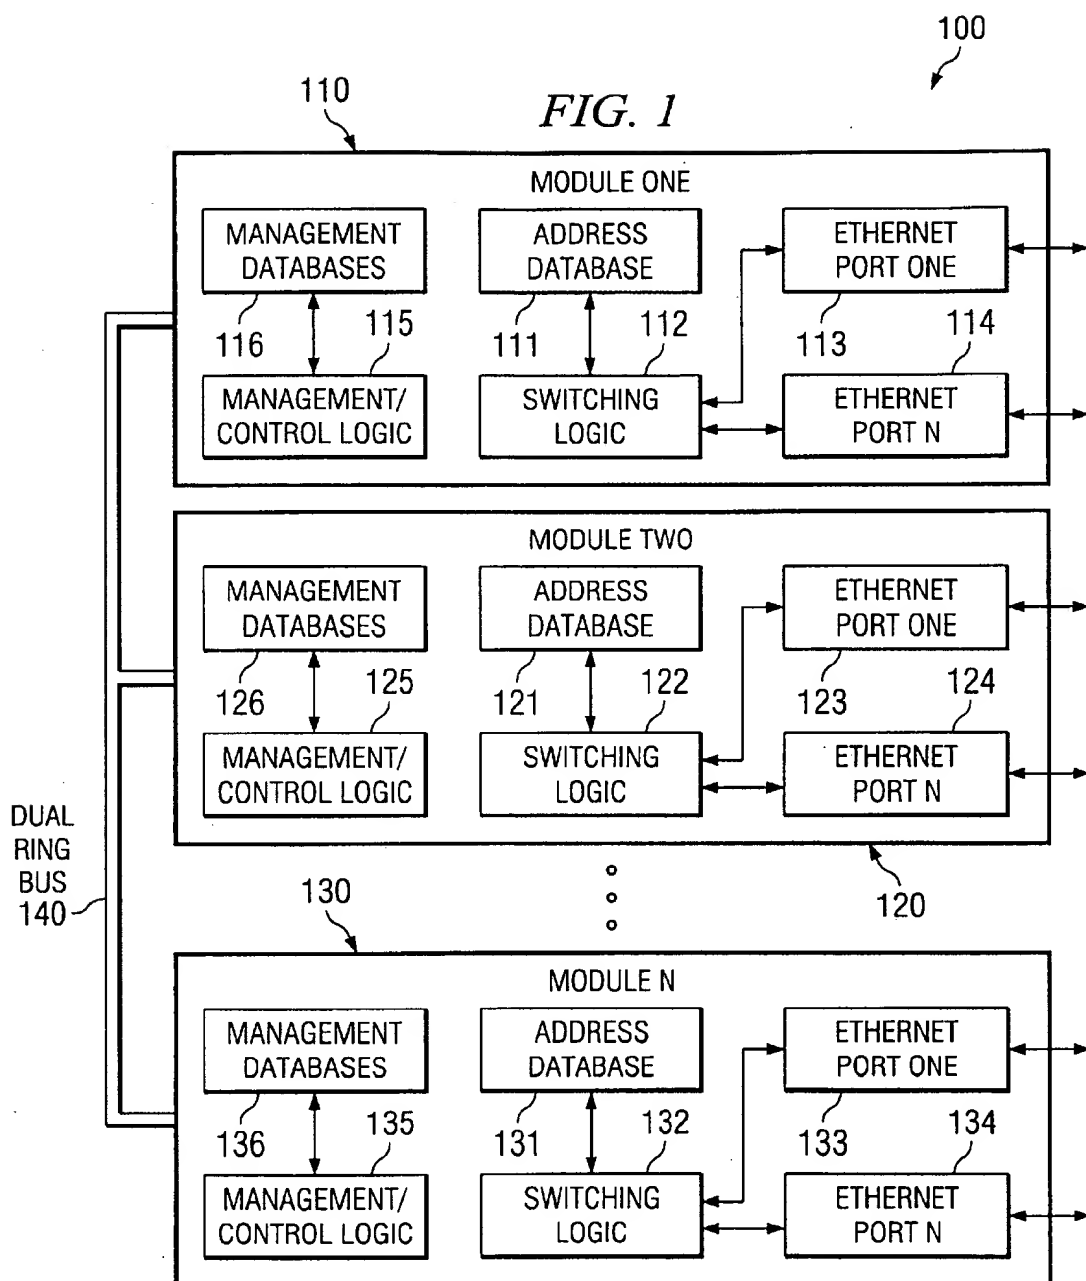 100
FIG. 1
110
MODULE ONE
MANAGEMENT
DATABASES
ADDRESS
DATABASE
ETHERNET
PORT ONE
116
115
111
112
113
114
MANAGEMENT/
CONTROL LOGIC
SWITCHING
LOGIC
ETHERNET
PORT N
MODULE TWO
MANAGEMENT
DATABASES
ADDRESS
DATABASE
ETHERNET
PORT ONE
126
125
121
122
123
124
MANAGEMENT/
CONTROL LOGIC
SWITCHING
LOGIC
ETHERNET
PORT N
DUAL
RING
BUS
140
130
120
MODULE N
MANAGEMENT
DATABASES
ADDRESS
DATABASE
ETHERNET
PORT ONE
136
135
131
132
133
134
MANAGEMENT/
CONTROL LOGIC
SWITCHING
LOGIC
ETHERNET
PORT N